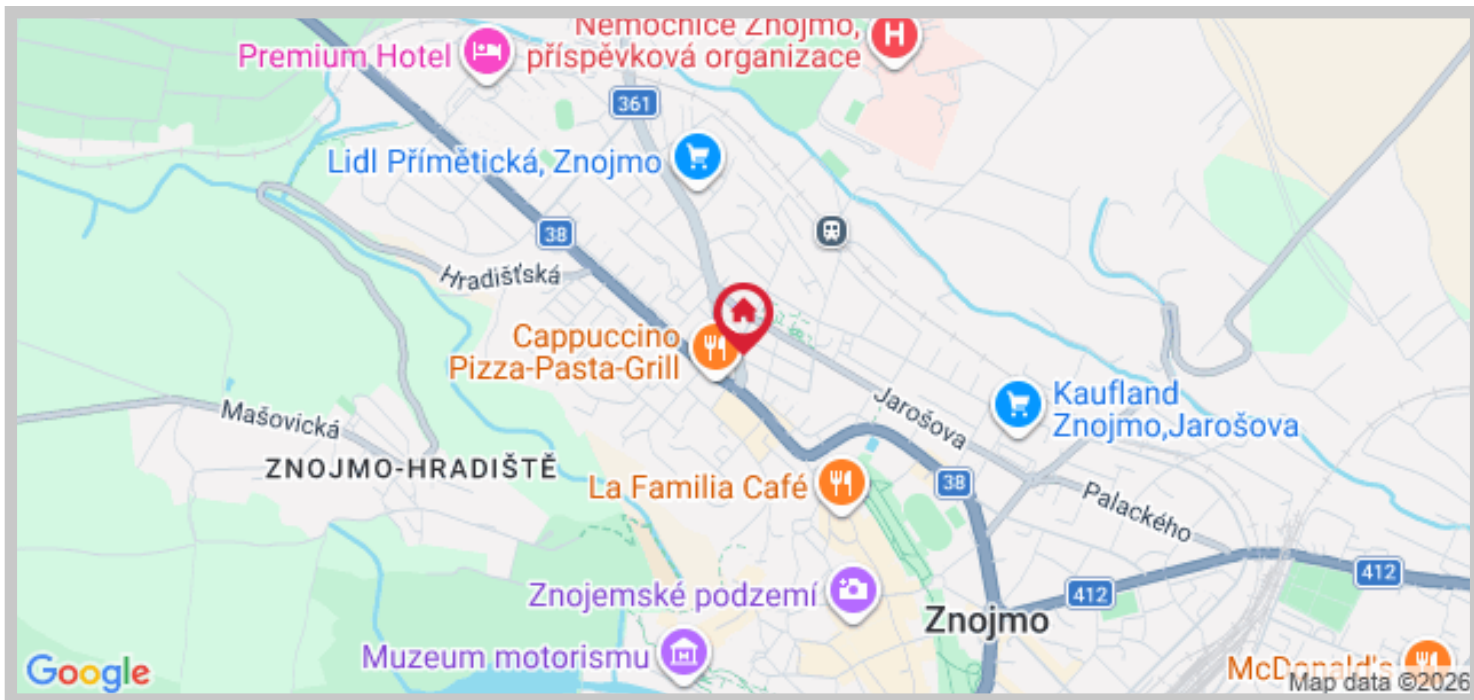 Nemocnice Znojmo,
příspěvková organizace
H
Premium Hotel
361
Lidl Přímětická, Znojmo
38
Hradišťská
Cappuccino
Pizza-Pasta-Grill
Kaufland
Znojmo,Jarošova
Jarošova
Mašovická
ZNOJMO-HRADIŠTĚ
La Familia Café
38
Palackého
412
412
Znojemské podzemí
Znojmo
Muzeum motorismu
M
McDonald's
Google
Map data ©2026